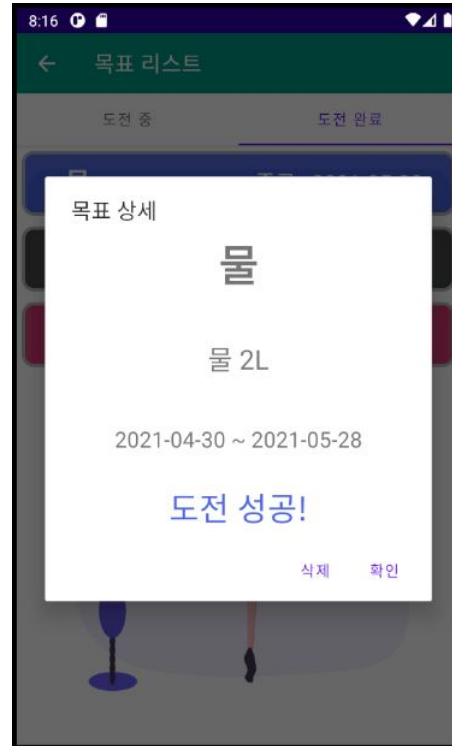 8:16
목표 리스트
도전 중
도전 완료
목표 상세
물
물 2L
2021-04-30 ~ 2021-05-28
도전 성공!
삭제
확인